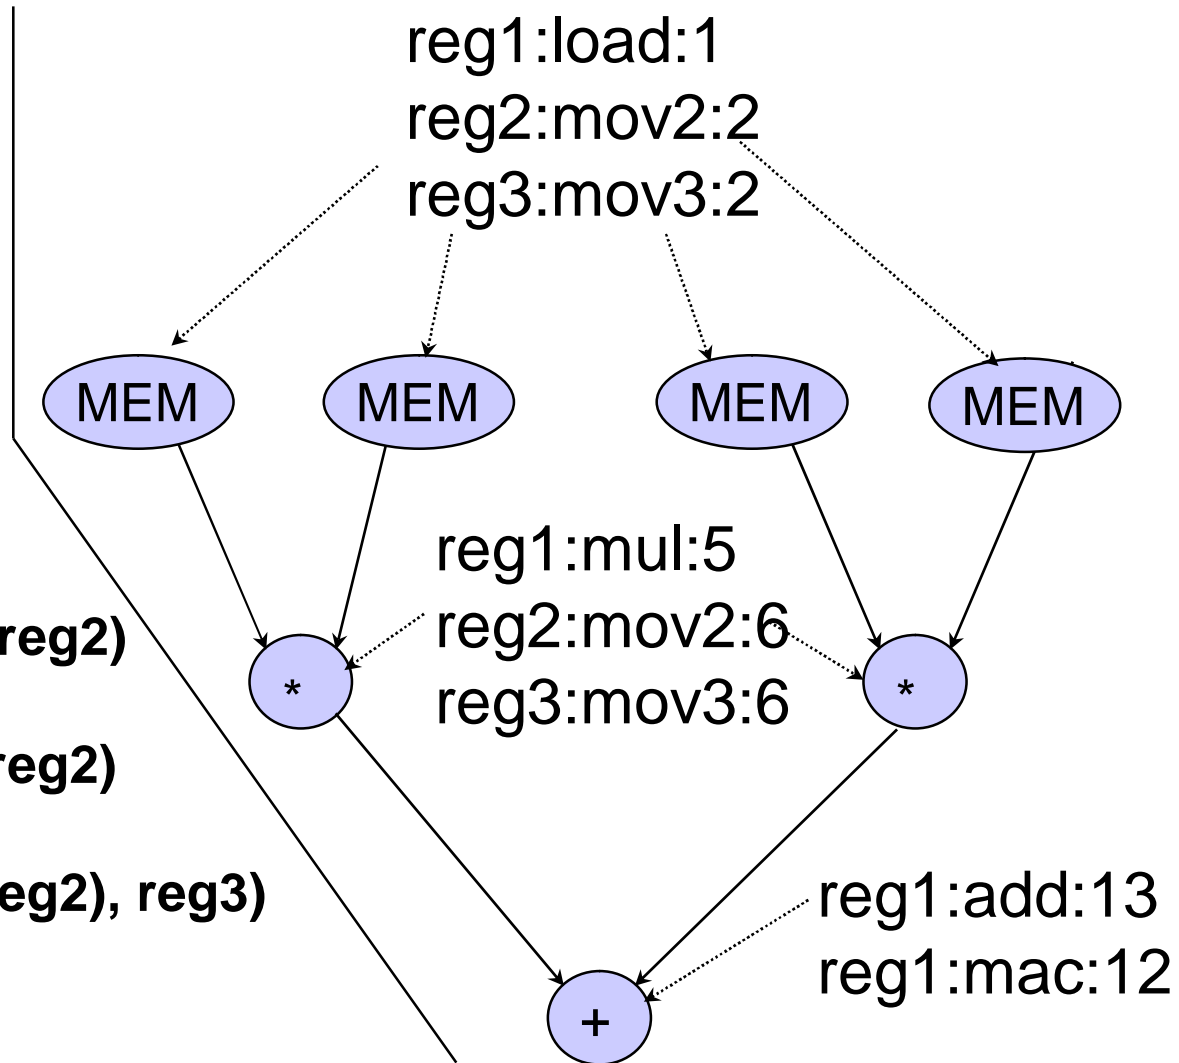 reg1:load:1
reg2:mov2:2
reg3:mov3:2
MEM MEM MEM MEM
reg1:mul:5
reg2:mov2:6
reg3:mov3:6
reg2)
* *
reg2)
eg2), reg3)
reg1:add:13
reg1:mac:12
+